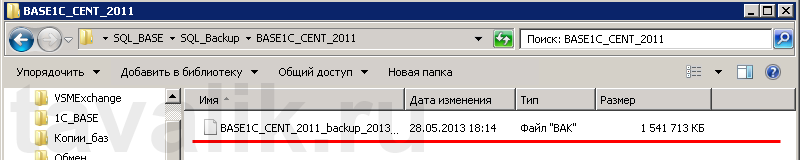 BASE1C_CENT_2011
SQL_BASE SQL_Backup BASE1C_CENT_2011 Поиск: BASE1C_CENT_2011
Упорядочить Добавить в библиотеку Общий доступ Новая папка
VSMExchange Имя Дата изменения Тип Размер
1C_BASE
BASE1C_CENT_2011_backup_2013... 28.05.2013 18:14 Файл "BAK" 1 541 713 КБ
Копии_баз
Обмен
tavalik.ru